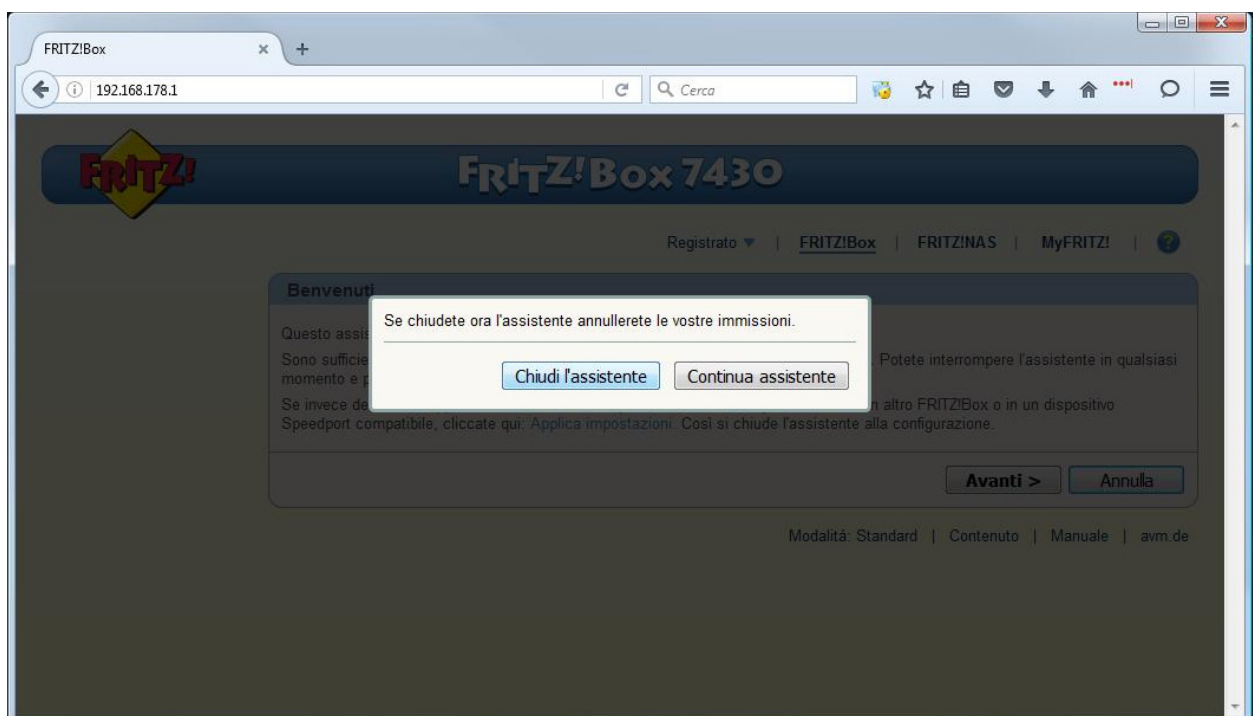 FRITZ!Box
192.168.178.1
Cerca
FRITZ!
FRITZ!Box 7430
Registrato | FRITZ!Box | FRITZ!NAS | MyFRITZ! | ?
Benvenuti
Se chiudete ora l'assistente annullerete le vostre immissioni.
Questo assis
Sono sufficie . Potete interrompere l'assistente in qualsiasi
Chiudi l'assistente Continua assistente
momento e p
Se invece de n altro FRITZ!Box o in un dispositivo
Speedport compatibile, cliccate qui: Applica impostazioni. Così si chiude l'assistente alla configurazione.
Avanti > Annulla
Modalità: Standard | Contenuto | Manuale | avm.de